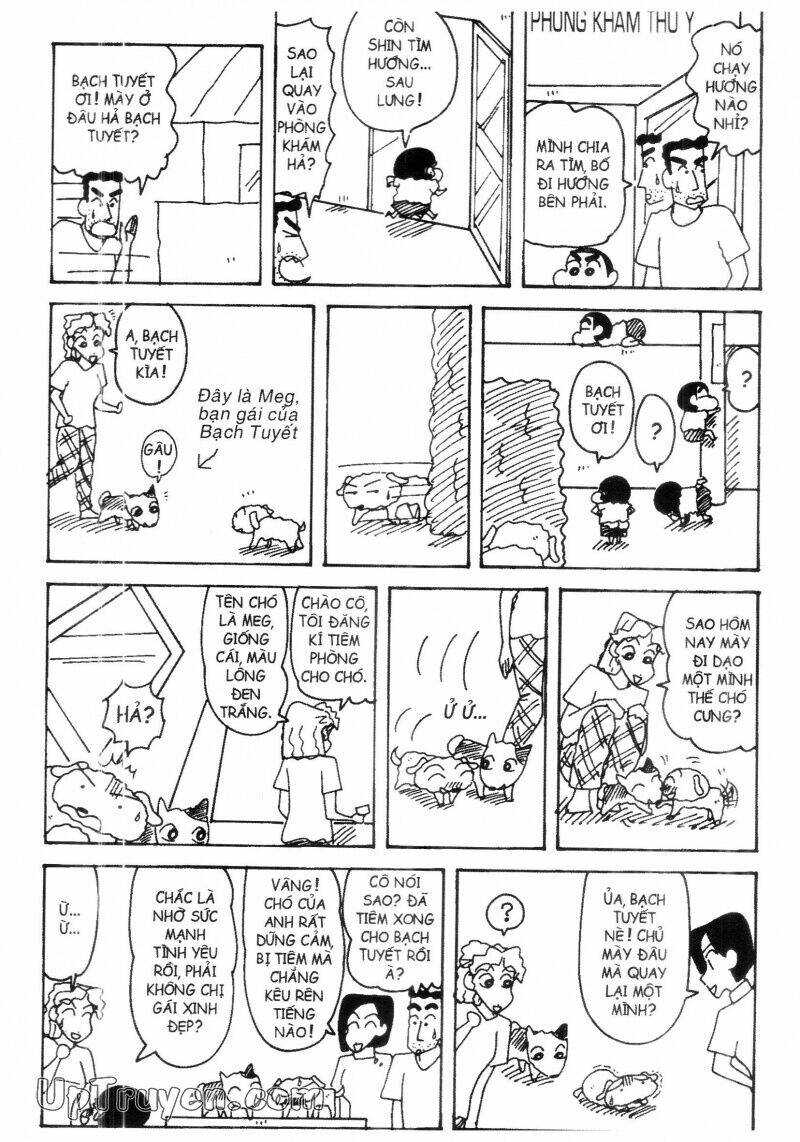 PHÒNG KHÁM THÚ Y
NÓ
CHẠY
HƯỚNG
NÀO
NHỈ?
MÌNH CHIA
RA TÌM, BỐ
ĐI HƯỚNG
BÊN PHẢI.
CÒN
SHIN TÌM
HƯỚNG...
SAU
LƯNG!
SAO
LẠI
QUAY
VÀO
PHÒNG
KHÁM
HẢ?
BẠCH TUYẾT
ƠI! MÀY Ở
ĐÂU HẢ BẠCH
TUYẾT?
?
BẠCH
TUYẾT
ƠI!
?
A, BẠCH
TUYẾT
KÌA!
Đây là Meg,
bạn gái của
Bạch Tuyết
GÂU
!
SAO HÔM
NAY MÀY
ĐI DẠO
MỘT MÌNH
THẾ CHÓ
CƯNG?
Ử Ử...
CHÀO CÔ,
TÔI ĐĂNG
KÍ TIÊM
PHÒNG
CHO CHÓ.
TÊN CHÓ
LÀ MEG,
GIỐNG
CÁI, MÀU
LÔNG
ĐEN
TRẮNG.
HẢ?
ỦA, BẠCH
TUYẾT
NÈ! CHỦ
MÀY ĐÂU
MÀ QUAY
LẠI MỘT
MÌNH?
?
CÔ NÓI
SAO? ĐÃ
TIÊM XONG
CHO BẠCH
TUYẾT RỒI
À?
VÂNG!
CHÓ CỦA
ANH RẤT
DŨNG CẢM,
BỊ TIÊM MÀ
CHẲNG
KÊU RÊN
TIẾNG
NÀO!
CHẮC LÀ
NHỜ SỨC
MẠNH
TÌNH YÊU
RỒI, PHẢI
KHÔNG CHỊ
GÁI XINH
ĐẸP?
Ừ...
Ừ...
UpTruyen.com